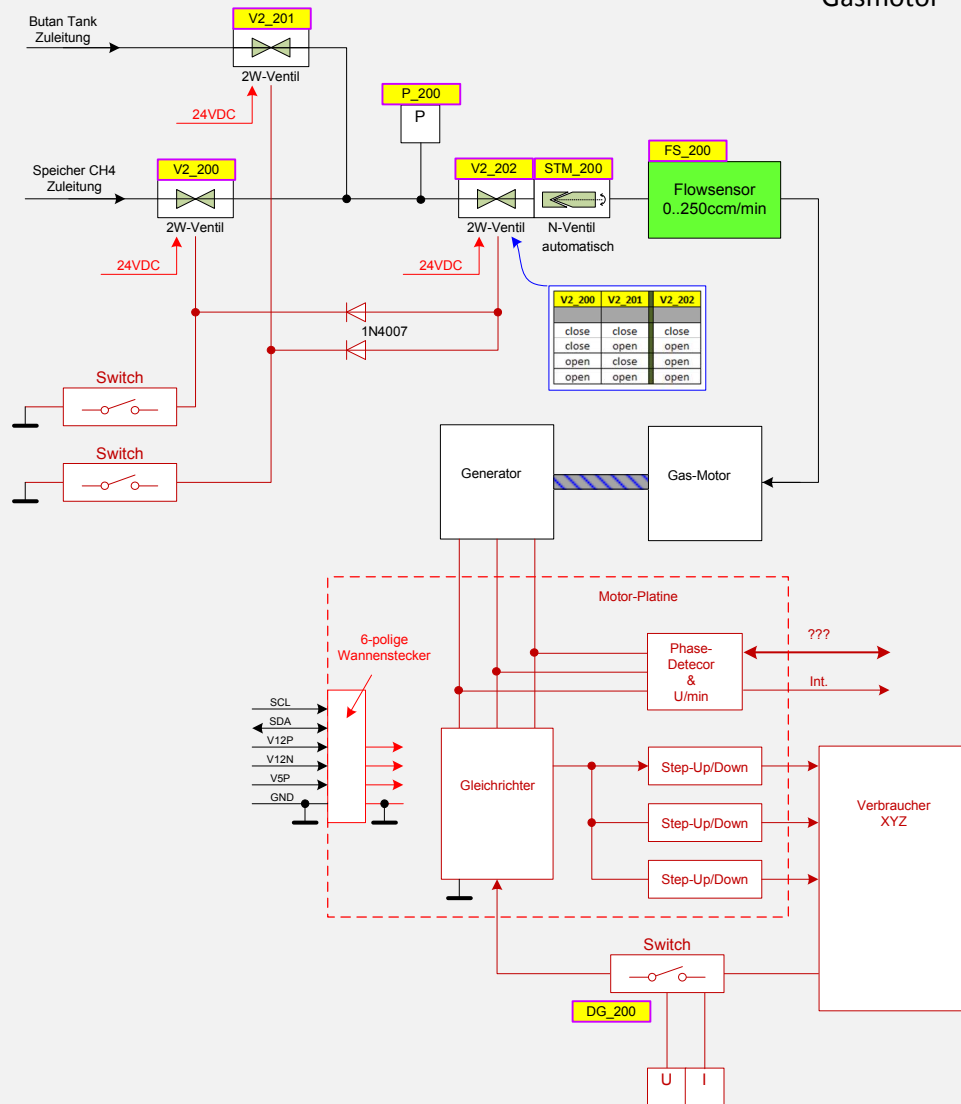 Gasmotor
V2_201
Butan Tank
Zuleitung
2W-Ventil
24VDC
P_200
P
Speicher CH4
Zuleitung
V2_200
2W-Ventil
24VDC
V2_202
STM_200
2W-Ventil
N-Ventil
automatisch
24VDC
FS_200
Flowsensor
0..250ccm/min
1N4007
V2_200 V2_201 V2_202
close close close
close open open
open close open
open open open
Switch
Switch
Generator
Gas-Motor
Motor-Platine
6-polige
Wannenstecker
Phase-
Detecor
&
U/min
???
Int.
SCL
SDA
V12P
V12N
V5P
GND
Gleichrichter
Step-Up/Down
Step-Up/Down
Step-Up/Down
Verbraucher
XYZ
Switch
DG_200
U I